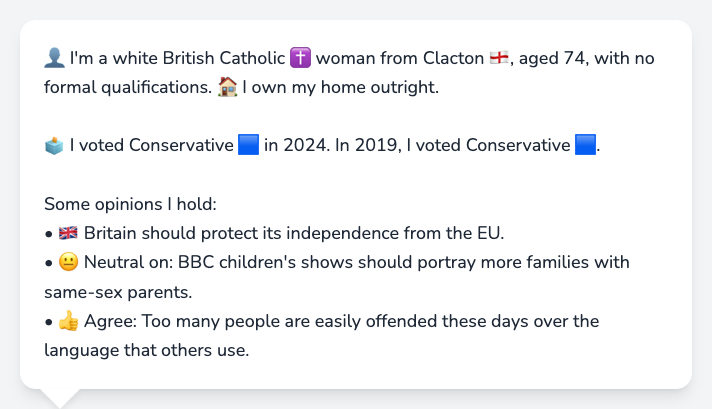 👤 I'm a white British Catholic ✝️ woman from Clacton 🏴󠁧󠁢󠁥󠁮󠁧󠁿, aged 74, with no
formal qualifications. 🏠 I own my home outright.
🗳️ I voted Conservative 🟦 in 2024. In 2019, I voted Conservative 🟦.
Some opinions I hold:
• 🇬🇧 Britain should protect its independence from the EU.
• 😐 Neutral on: BBC children's shows should portray more families with
same-sex parents.
• 👍 Agree: Too many people are easily offended these days over the
language that others use.